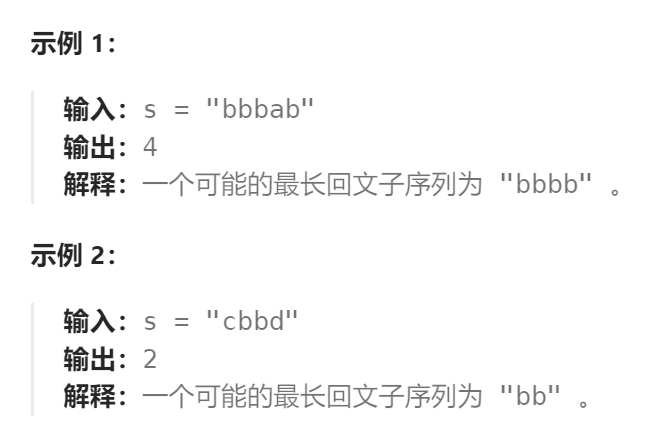 示例 1：
输入：s = "bbbab"
输出：4
解释：一个可能的最长回文子序列为 "bbbb" 。
示例 2：
输入：s = "cbbd"
输出：2
解释：一个可能的最长回文子序列为 "bb" 。